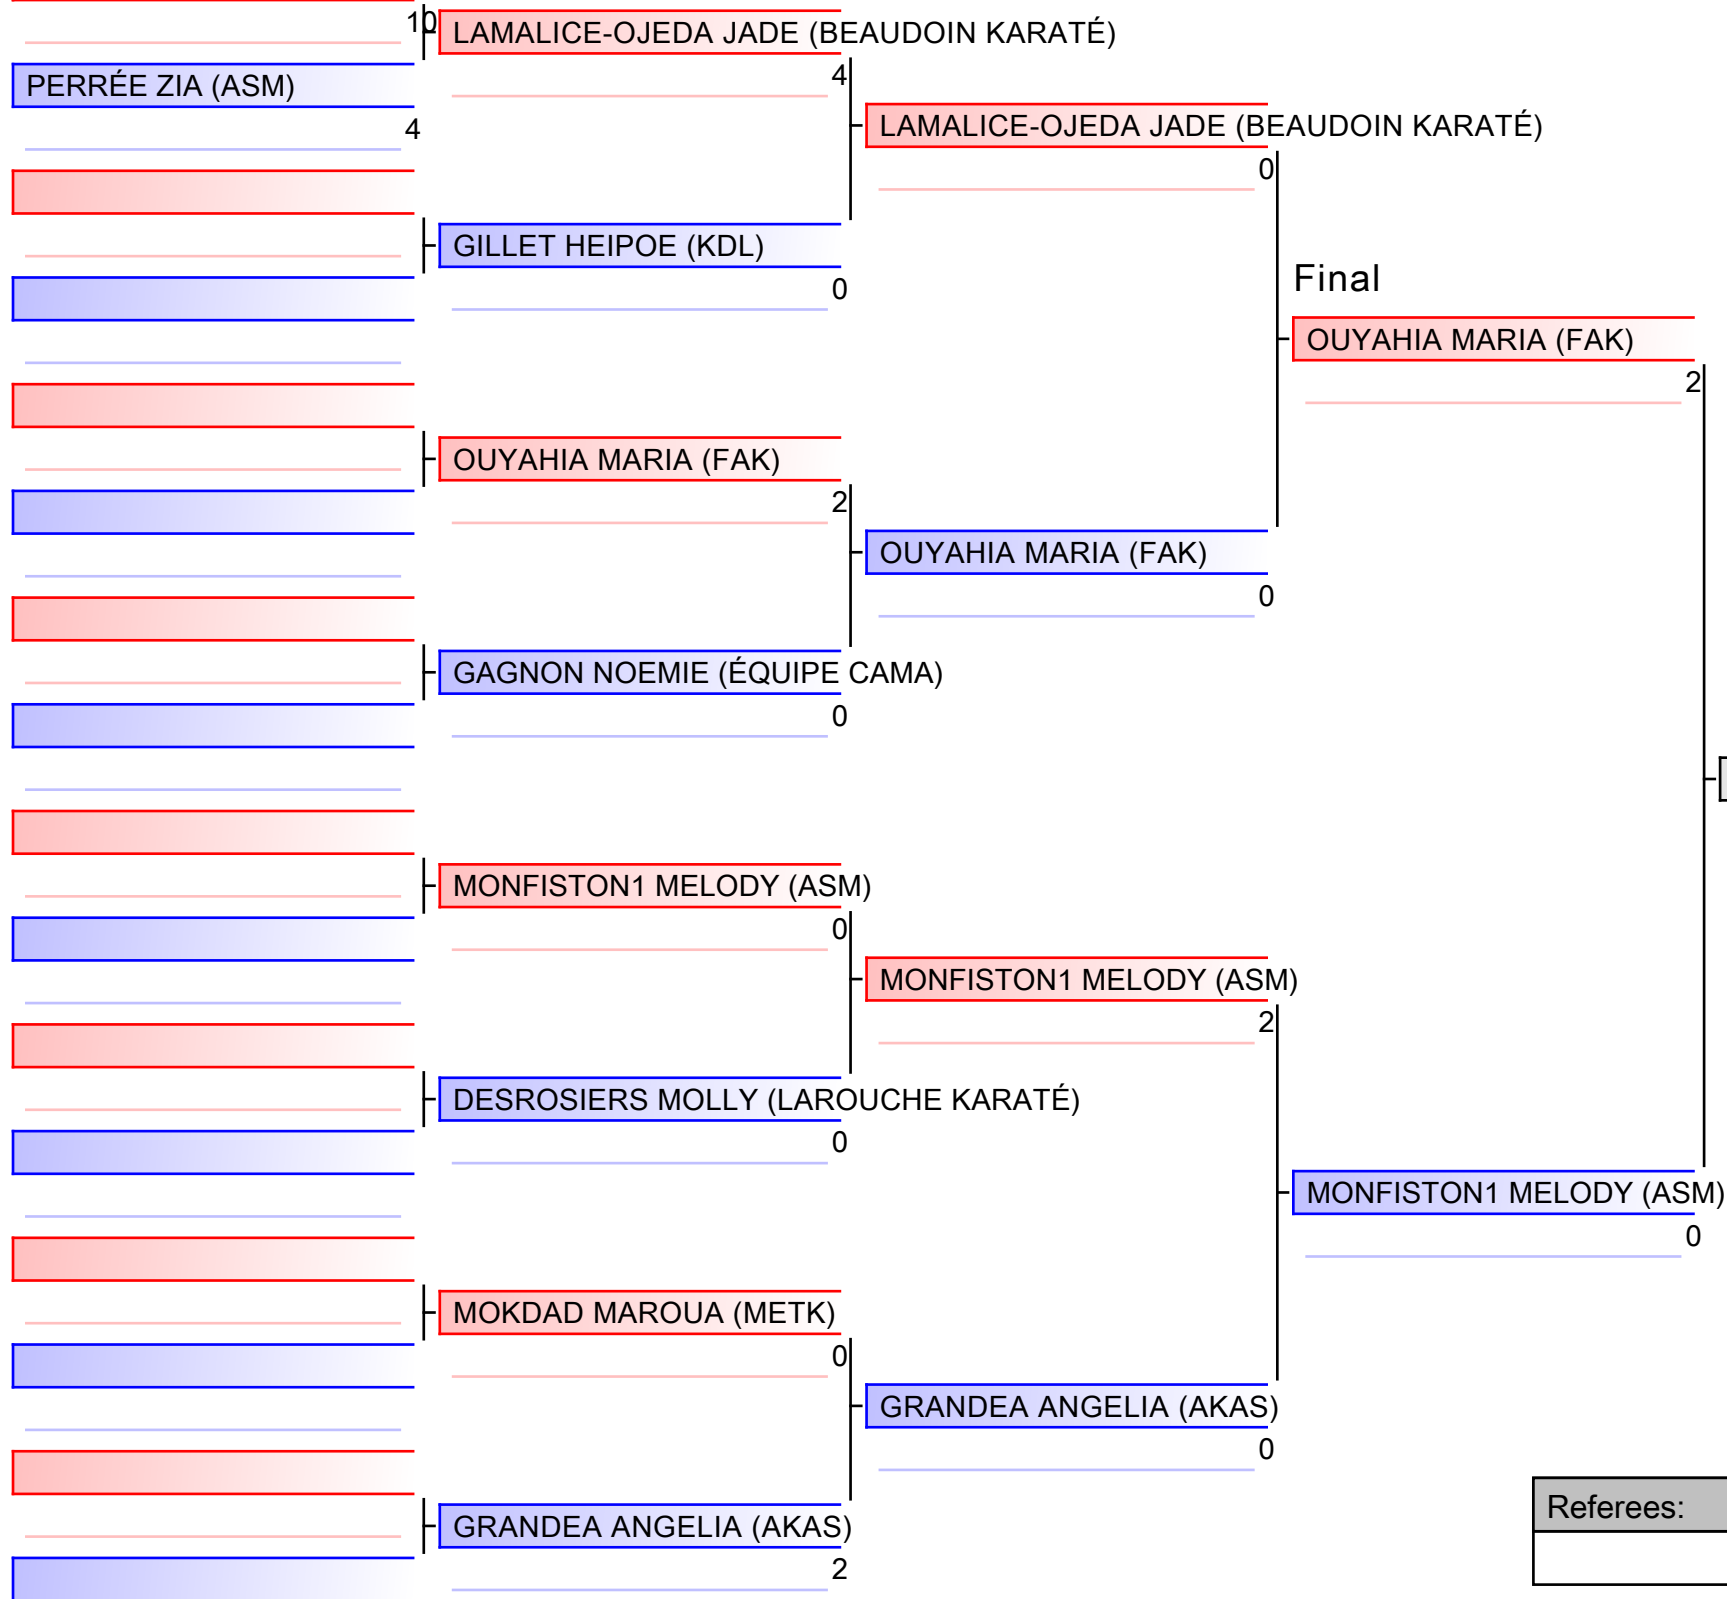 10
LAMALICE-OJEDA JADE (BEAUDOIN KARATÉ)
4
PERRÉE ZIA (ASM)
4
LAMALICE-OJEDA JADE (BEAUDOIN KARATÉ)
0
GILLET HEIPOE (KDL)
0
Final
OUYAHIA MARIA (FAK)
2
OUYAHIA MARIA (FAK)
2
OUYAHIA MARIA (FAK)
0
GAGNON NOEMIE (ÉQUIPE CAMA)
0
MONFISTON1 MELODY (ASM)
0
MONFISTON1 MELODY (ASM)
2
DESROSIERS MOLLY (LAROUCHE KARATÉ)
0
MONFISTON1 MELODY (ASM)
0
MOKDAD MAROUA (METK)
0
GRANDEA ANGELIA (AKAS)
0
GRANDEA ANGELIA (AKAS)
2
Referees: